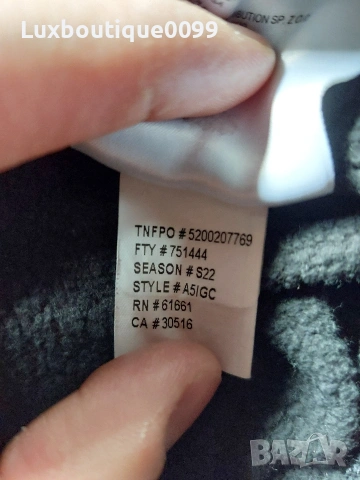 Luxboutique0099
TNFPO # 5200207769
FTY # 751444
SEASON # S22
STYLE # A5IGC
RN # 61661
CA # 30516
BAZAR